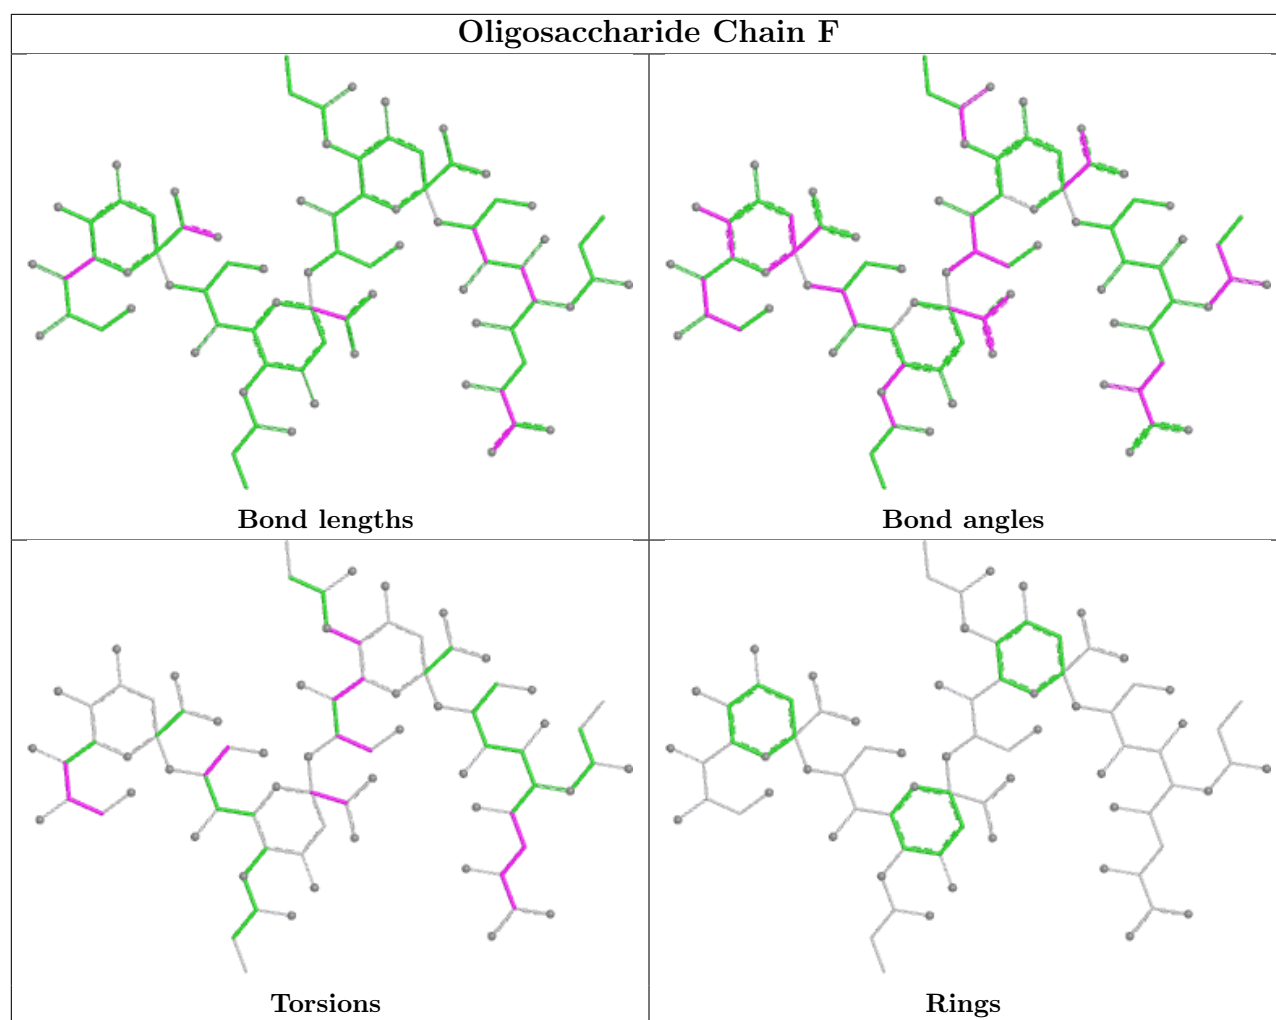 Oligosaccharide Chain F
Bond lengths
Bond angles
Torsions
Rings